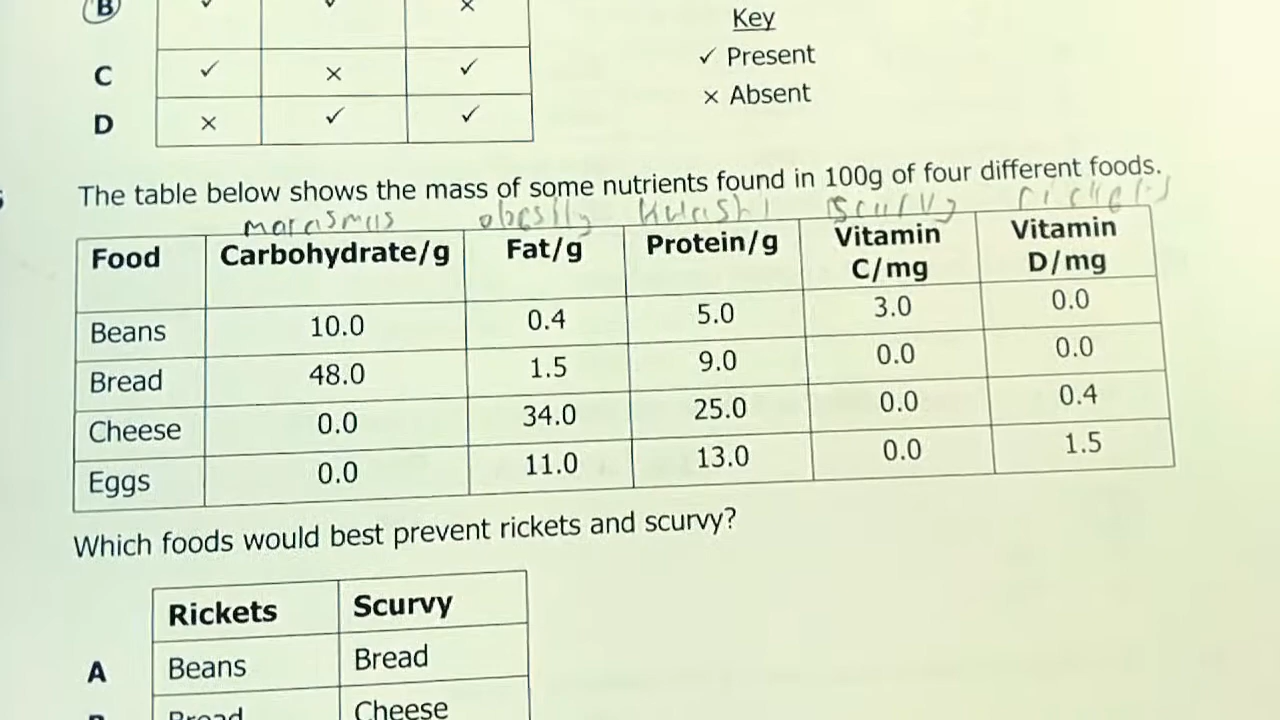 B ✓ ✓ ×
Key
C ✓ × ✓
✓ Present
D × ✓ ✓
× Absent
The table below shows the mass of some nutrients found in 100g of four different foods.
marasmus obesity kwashi scurvy rickets
Food Carbohydrate/g Fat/g Protein/g Vitamin C/mg Vitamin D/mg
Beans 10.0 0.4 5.0 3.0 0.0
Bread 48.0 1.5 9.0 0.0 0.0
Cheese 0.0 34.0 25.0 0.0 0.4
Eggs 0.0 11.0 13.0 0.0 1.5
Which foods would best prevent rickets and scurvy?
Rickets Scurvy
A Beans Bread
B Bread Cheese